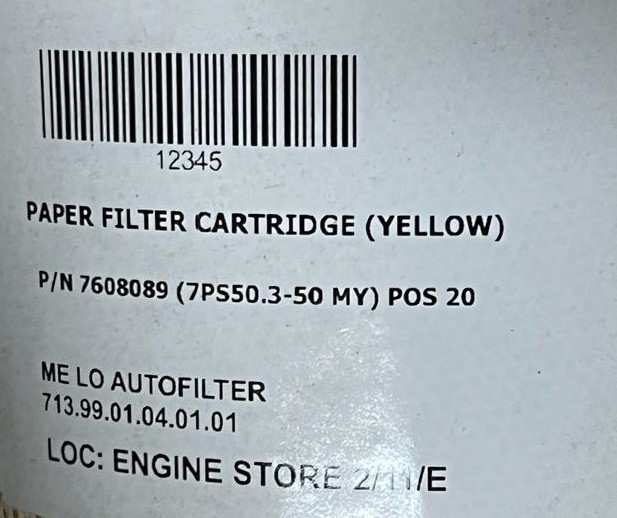 12345
PAPER FILTER CARTRIDGE (YELLOW)
P/N 7608089 (7PS50.3-50 MY) POS 20
ME LO AUTOFILTER
713.99.01.04.01.01
LOC: ENGINE STORE 2/11/E